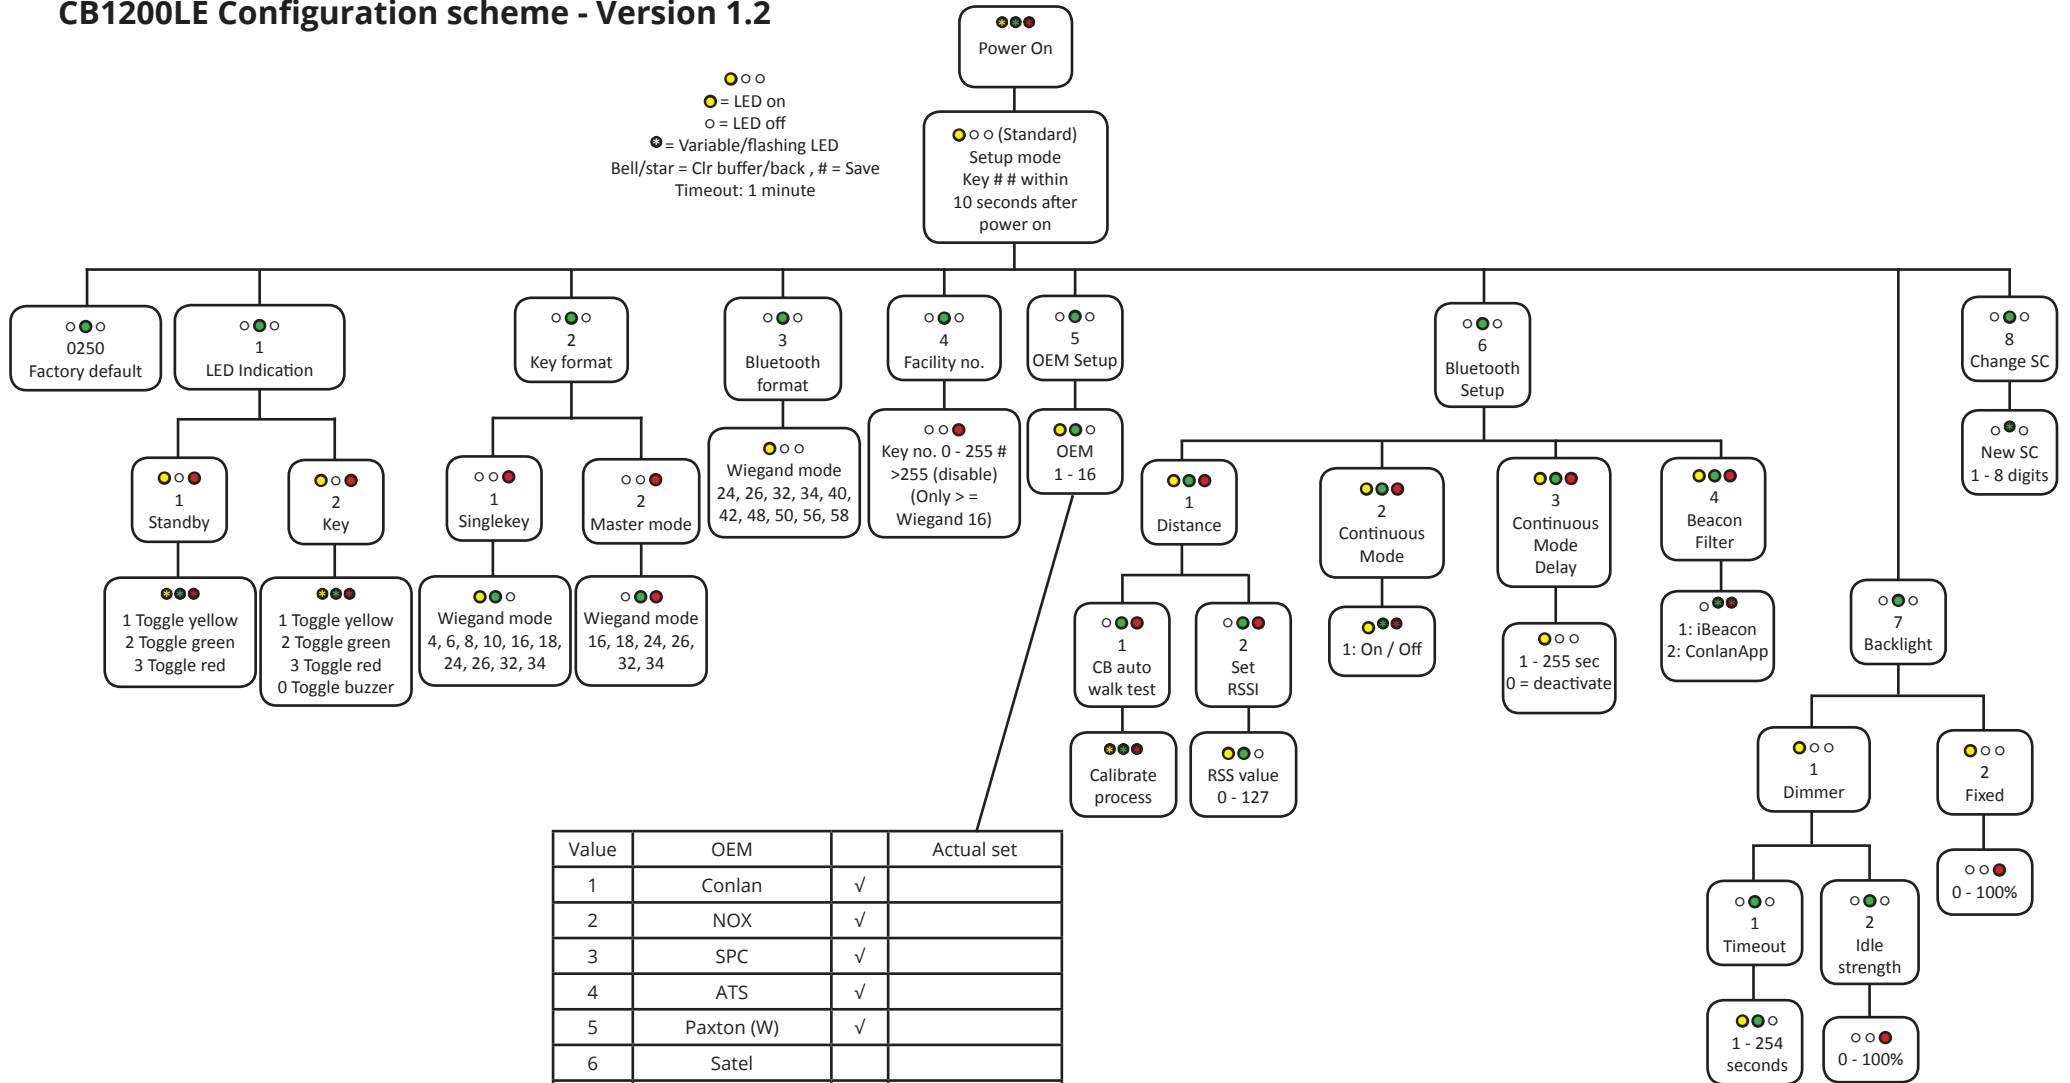 CB1200LE Configuration scheme - Version 1.2
= LED on
= LED off
= Variable/flashing LED
Bell/star = Clr buffer/back , # = Save
Timeout: 1 minute
Power On
(Standard)
Setup mode
Key # # within
10 seconds after
power on
0250
Factory default
1
LED Indication
1
Standby
1 Toggle yellow
2 Toggle green
3 Toggle red
2
Key
1 Toggle yellow
2 Toggle green
3 Toggle red
0 Toggle buzzer
2
Key format
1
Singlekey
Wiegand mode
4, 6, 8, 10, 16, 18,
24, 26, 32, 34
2
Master mode
Wiegand mode
16, 18, 24, 26,
32, 34
3
Bluetooth
format
Wiegand mode
24, 26, 32, 34, 40,
42, 48, 50, 56, 58
4
Facility no.
Key no. 0 - 255 #
>255 (disable)
(Only > =
Wiegand 16)
5
OEM Setup
OEM
1 - 16
6
Bluetooth
Setup
1
Distance
1
CB auto
walk test
Calibrate
process
2
Set
RSSI
RSS value
0 - 127
2
Continuous
Mode
1: On / Off
3
Continuous
Mode
Delay
1 - 255 sec
0 = deactivate
4
Beacon
Filter
1: iBeacon
2: ConlanApp
7
Backlight
1
Dimmer
1
Timeout
1 - 254
seconds
2
Idle
strength
0 - 100%
2
Fixed
0 - 100%
8
Change SC
New SC
1 - 8 digits
Value OEM Actual set
1 Conlan √
2 NOX √
3 SPC √
4 ATS √
5 Paxton (W) √
6 Satel